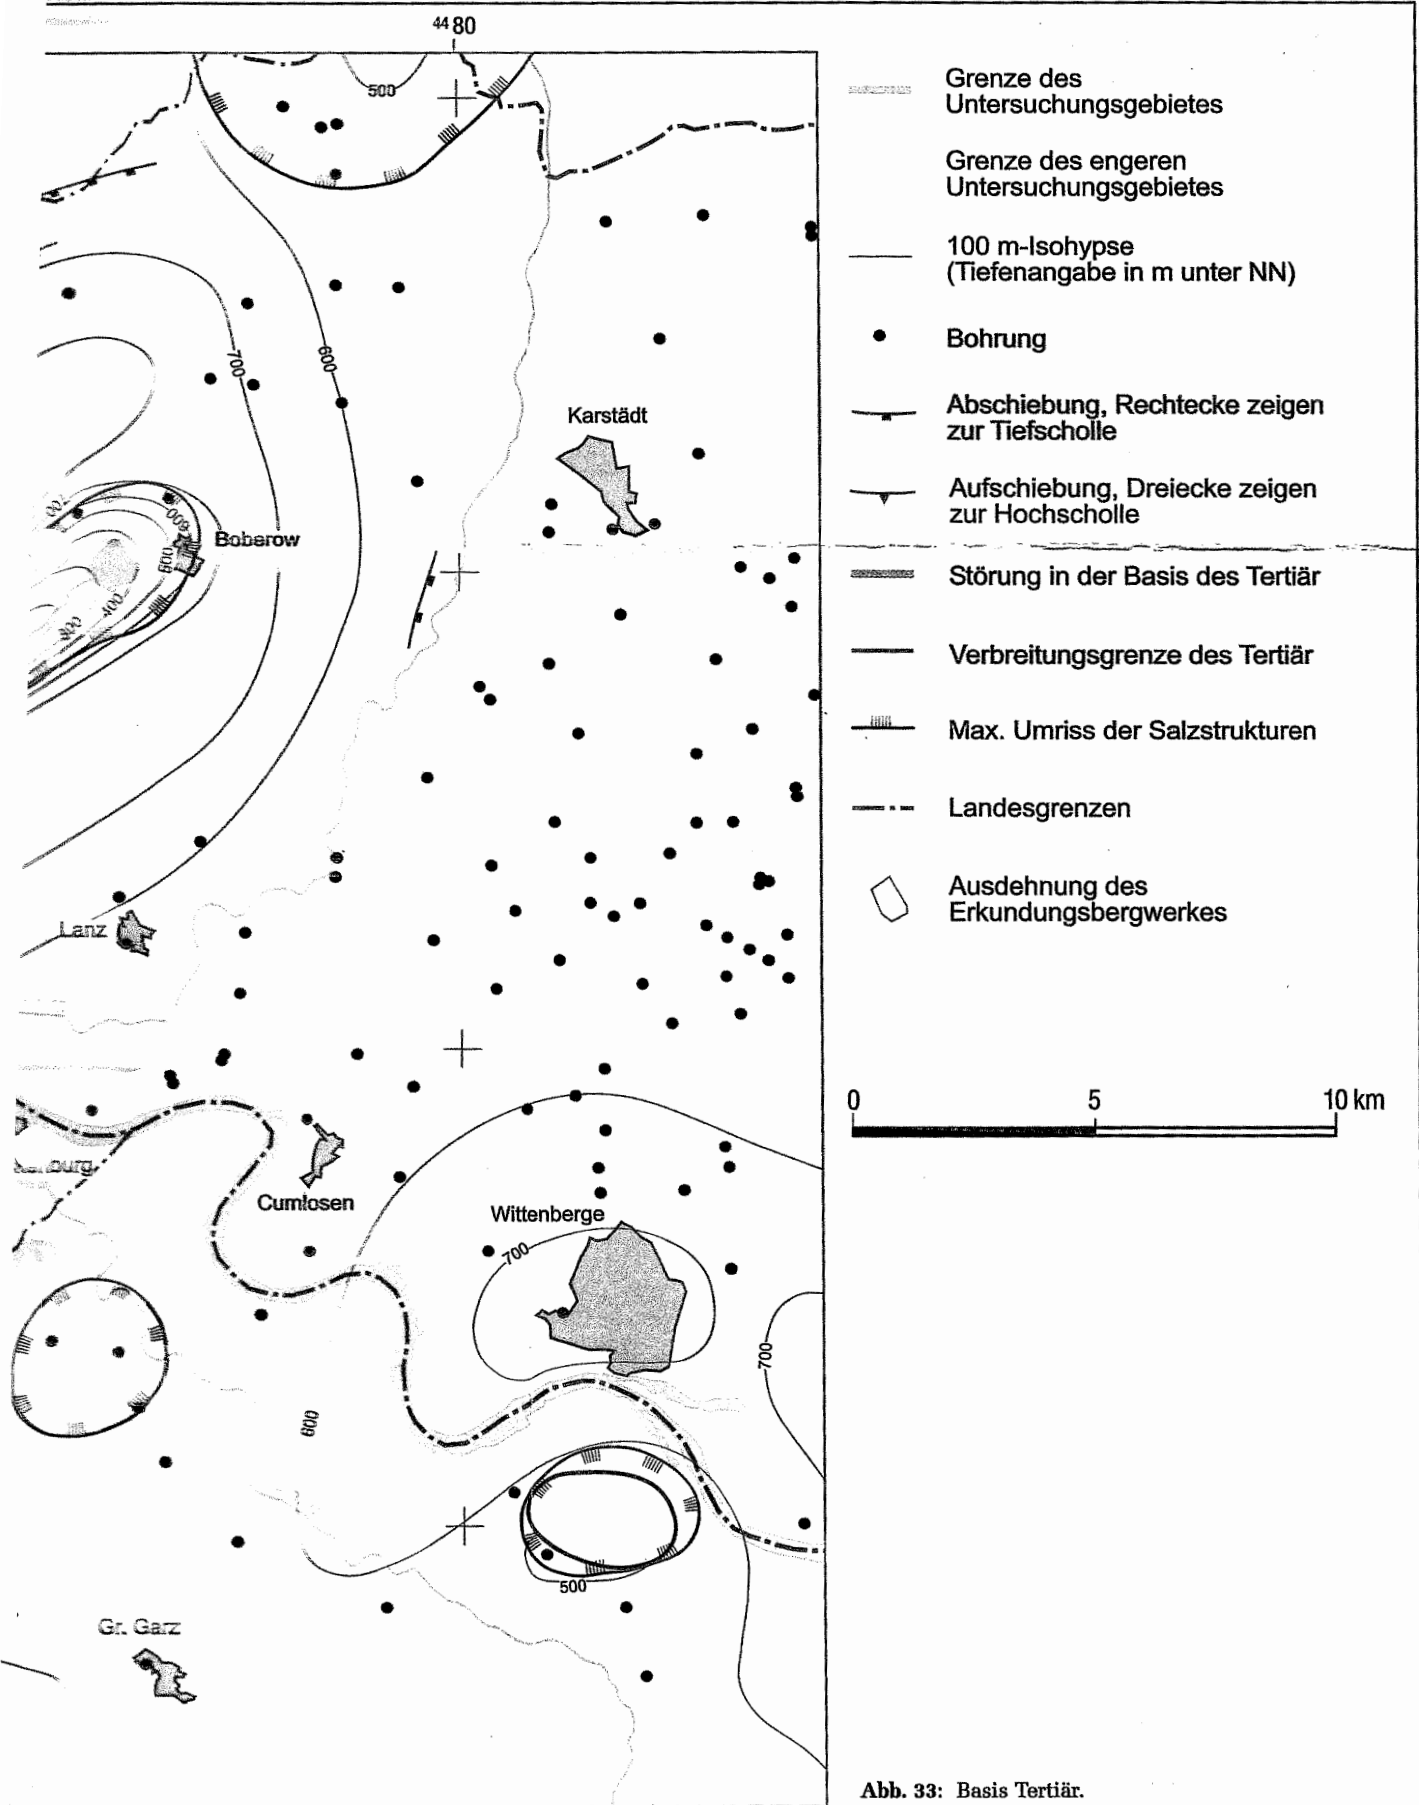 44 80
500
Grenze des
Untersuchungsgebietes
Grenze des engeren
Untersuchungsgebietes
100 m-Isohypse
(Tiefenangabe in m unter NN)
Bohrung
Abschiebung, Rechtecke zeigen
zur Tiefscholle
Aufschiebung, Dreiecke zeigen
zur Hochscholle
Störung in der Basis des Tertiär
Verbreitungsgrenze des Tertiär
Max. Umriss der Salzstrukturen
Landesgrenzen
Ausdehnung des
Erkundungsbergwerkes
0 5 10 km
700
600
Karstädt
600
Boberow
400
Lanz
Cumlosen
Wittenberge
700
700
600
500
Gr. Garz
Abb. 33: Basis Tertiär.